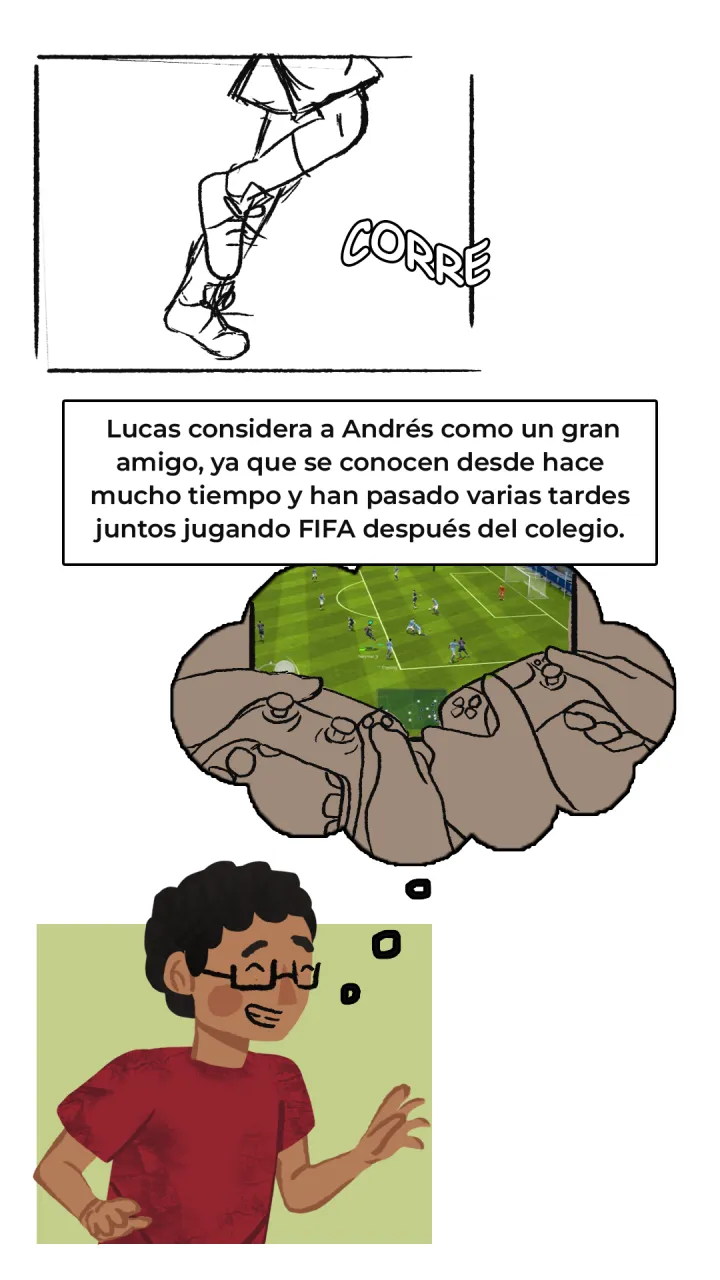 CORRE
Lucas considera a Andrés como un gran
amigo, ya que se conocen desde hace
mucho tiempo y han pasado varias tardes
juntos jugando FIFA después del colegio.